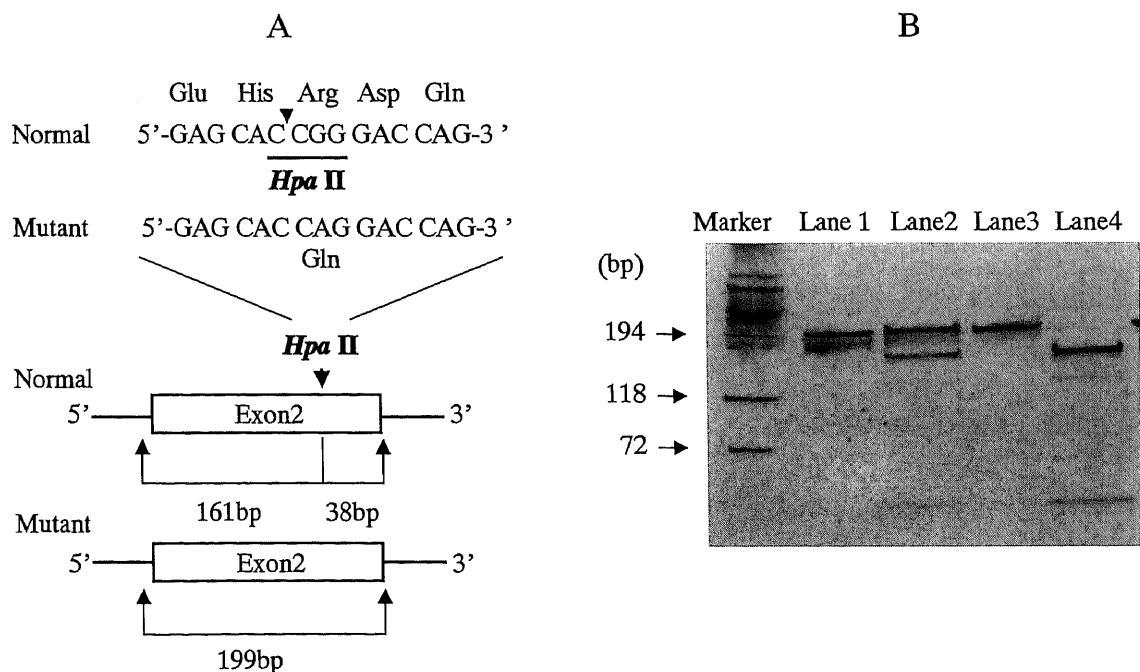 A
Glu His Arg Asp Gln
Normal 5'-GAG CAC CGG GAC CAG-3 '
Hpa II
Mutant 5'-GAG CAC CAG GAC CAG-3 '
Gln
Hpa II
Normal
5' Exon2 3'
161bp 38bp
Mutant
5' Exon2 3'
199bp
B
Marker Lane 1 Lane2 Lane3 Lane4
(bp)
194
118
72